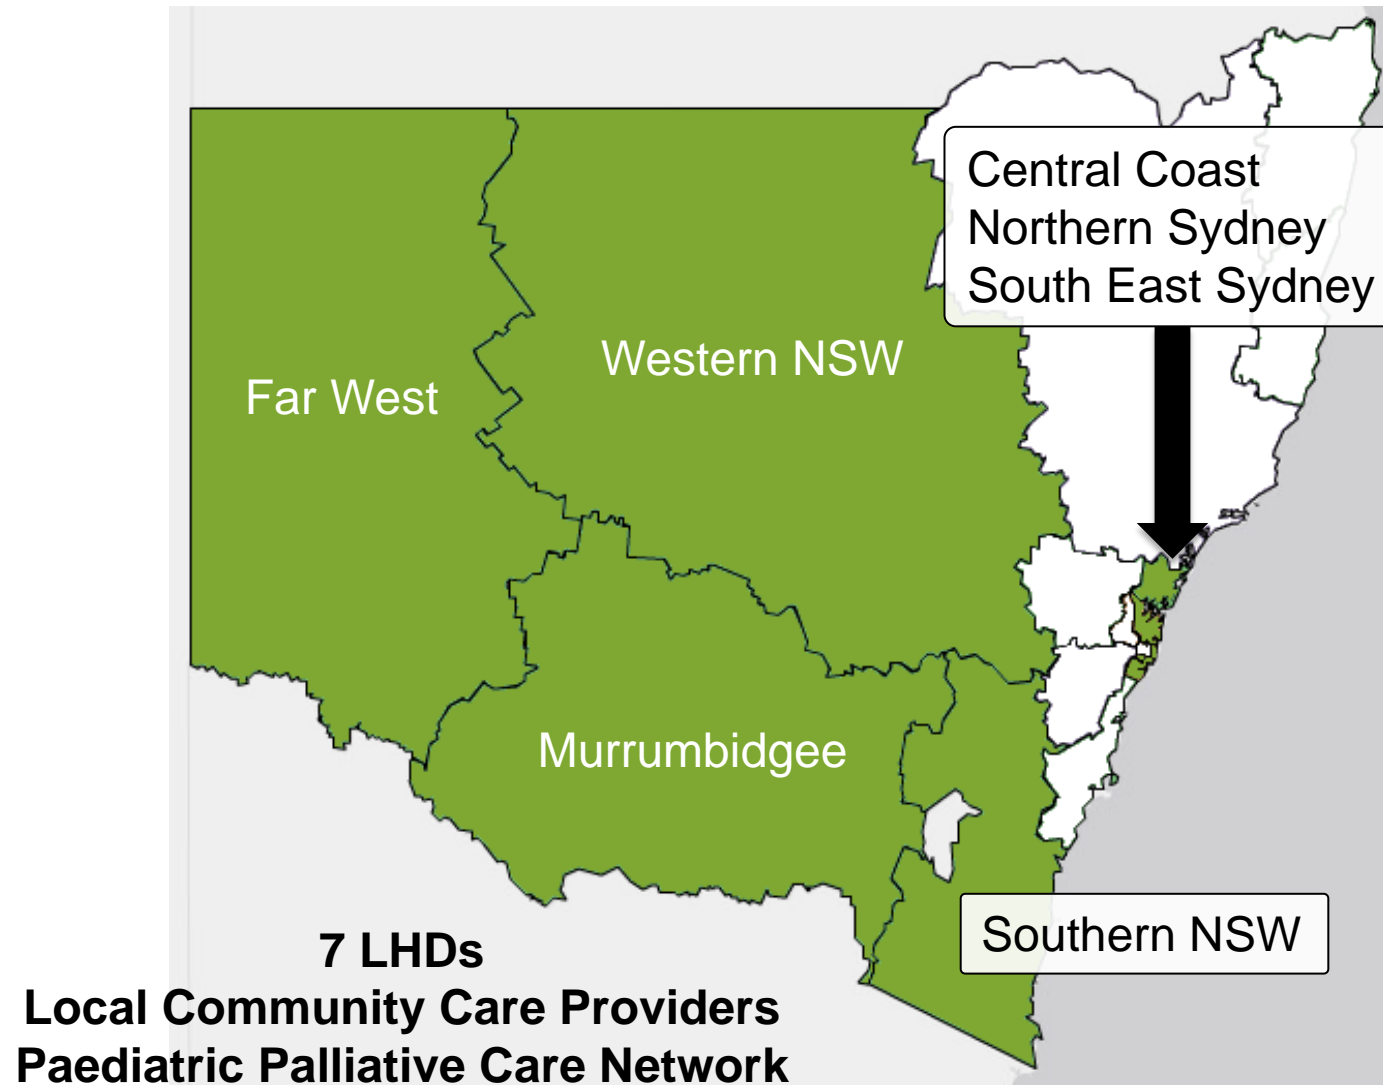 Central Coast
Northern Sydney
South East Sydney
Western NSW
Far West
Murrumbidgee
Southern NSW
7 LHDs
Local Community Care Providers
Paediatric Palliative Care Network